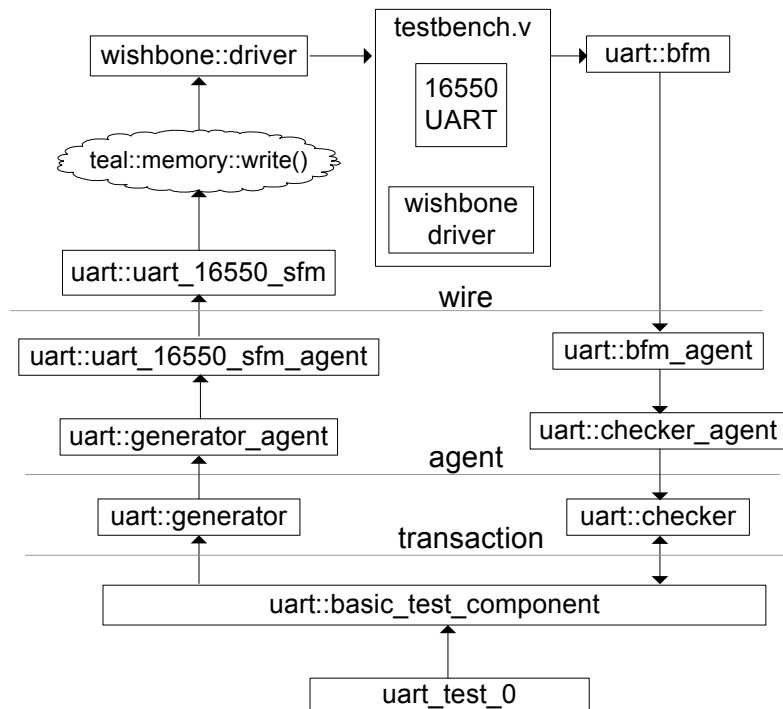 wishbone::driver
testbench.v
uart::bfm
16550
UART
teal::memory::write()
wishbone
driver
uart::uart_16550_sfm
wire
uart::uart_16550_sfm_agent
uart::bfm_agent
uart::generator_agent
uart::checker_agent
agent
uart::generator
uart::checker
transaction
uart::basic_test_component
uart_test_0